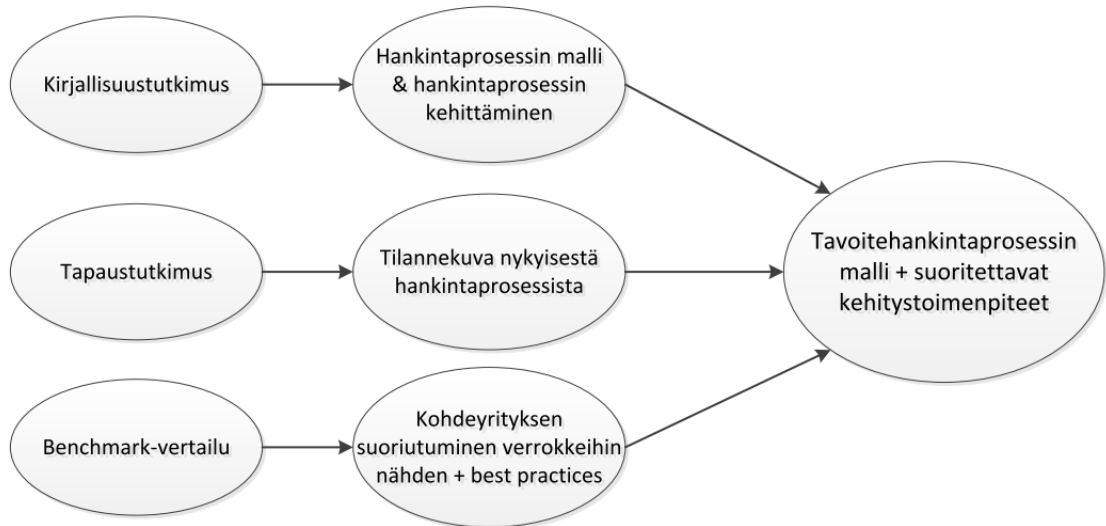 Kirjallisuustutkimus
Hankintaprosessin malli
& hankintaprosessin
kehittäminen
Tapaustutkimus
Tilannekuva nykyisestä
hankintaprosessista
Tavoitehankintaprosessin
malli + suoritettavat
kehitystoimenpiteet
Benchmark-vertailu
Kohdeyrityksen
suoriutuminen verrokkeihin
nähden + best practices